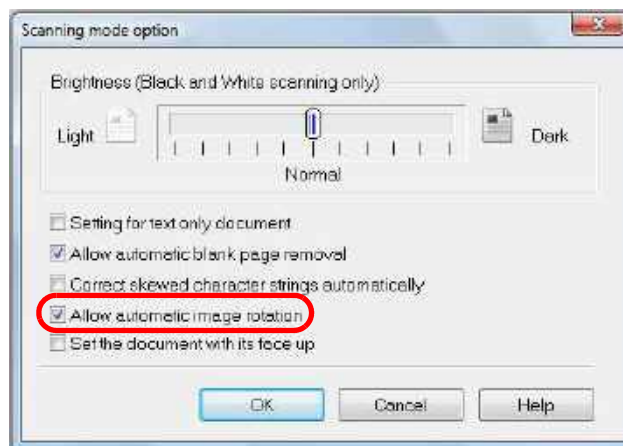 Scanning mode option
Brightness (Black and White scanning only)
Light
Dark
Normal
Setting for text only document
Allow automatic blank page removal
Correct skewed character strings automatically
Allow automatic image rotation
Set the document with its face up
OK Cancel Help